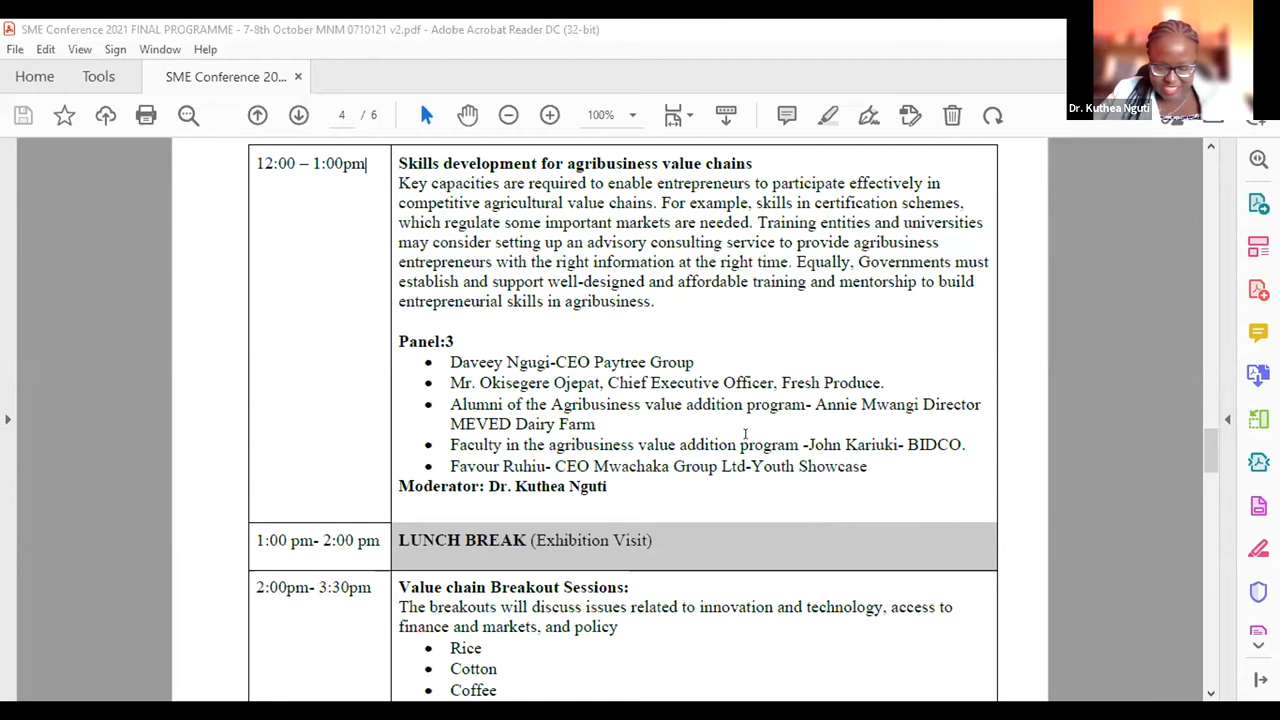 SME Conference 2021 FINAL PROGRAMME - 7-8th October MNM 0710121 v2.pdf - Adobe Acrobat Reader DC (32-bit)
File Edit View Sign Window Help
Home Tools SME Conference 20... ×
4 / 6 100%
Dr. Kuthea Nguti
12:00 – 1:00pm
Skills development for agribusiness value chains
Key capacities are required to enable entrepreneurs to participate effectively in
competitive agricultural value chains. For example, skills in certification schemes,
which regulate some important markets are needed. Training entities and universities
may consider setting up an advisory consulting service to provide agribusiness
entrepreneurs with the right information at the right time. Equally, Governments must
establish and support well-designed and affordable training and mentorship to build
entrepreneurial skills in agribusiness.
Panel:3
• Daveey Ngugi-CEO Paytree Group
• Mr. Okisegere Ojepat, Chief Executive Officer, Fresh Produce.
• Alumni of the Agribusiness value addition program- Annie Mwangi Director
MEVED Dairy Farm
• Faculty in the agribusiness value addition program -John Kariuki- BIDCO.
• Favour Ruhiu- CEO Mwachaka Group Ltd-Youth Showcase
Moderator: Dr. Kuthea Nguti
1:00 pm- 2:00 pm LUNCH BREAK (Exhibition Visit)
2:00pm- 3:30pm Value chain Breakout Sessions:
The breakouts will discuss issues related to innovation and technology, access to
finance and markets, and policy
• Rice
• Cotton
• Coffee